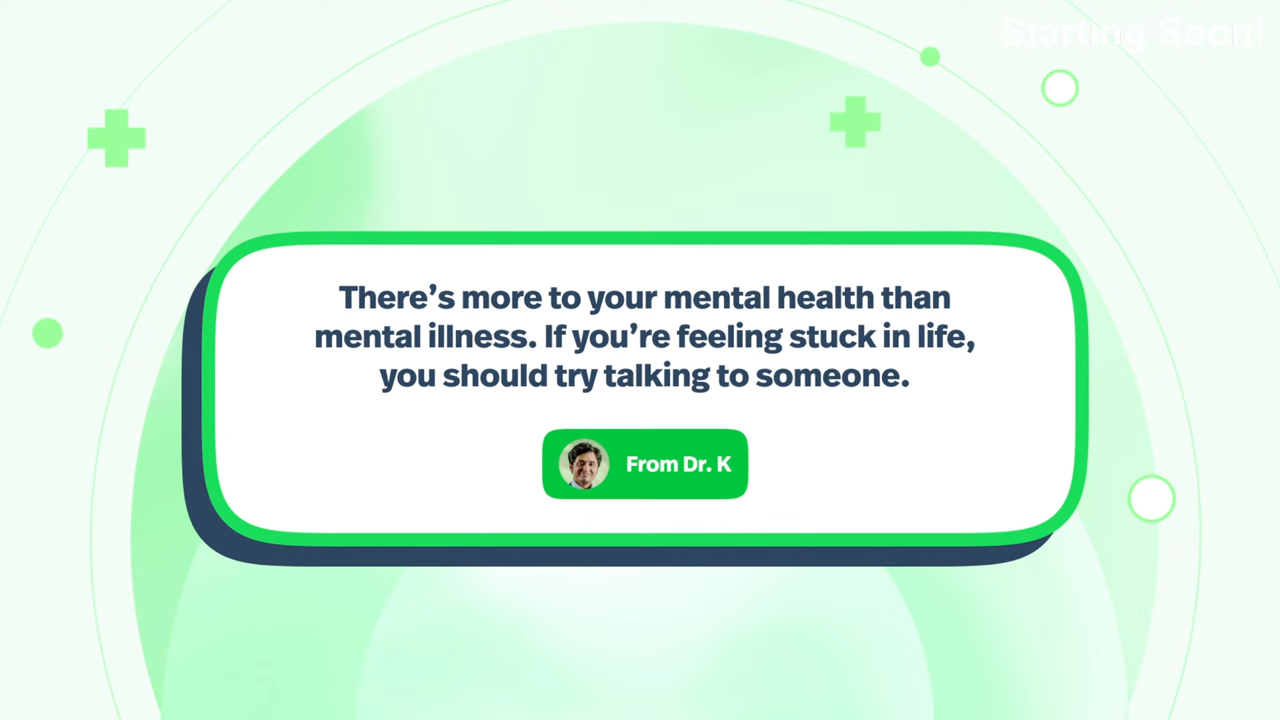 Starting Soon!
There's more to your mental health than
mental illness. If you're feeling stuck in life,
you should try talking to someone.
From Dr. K